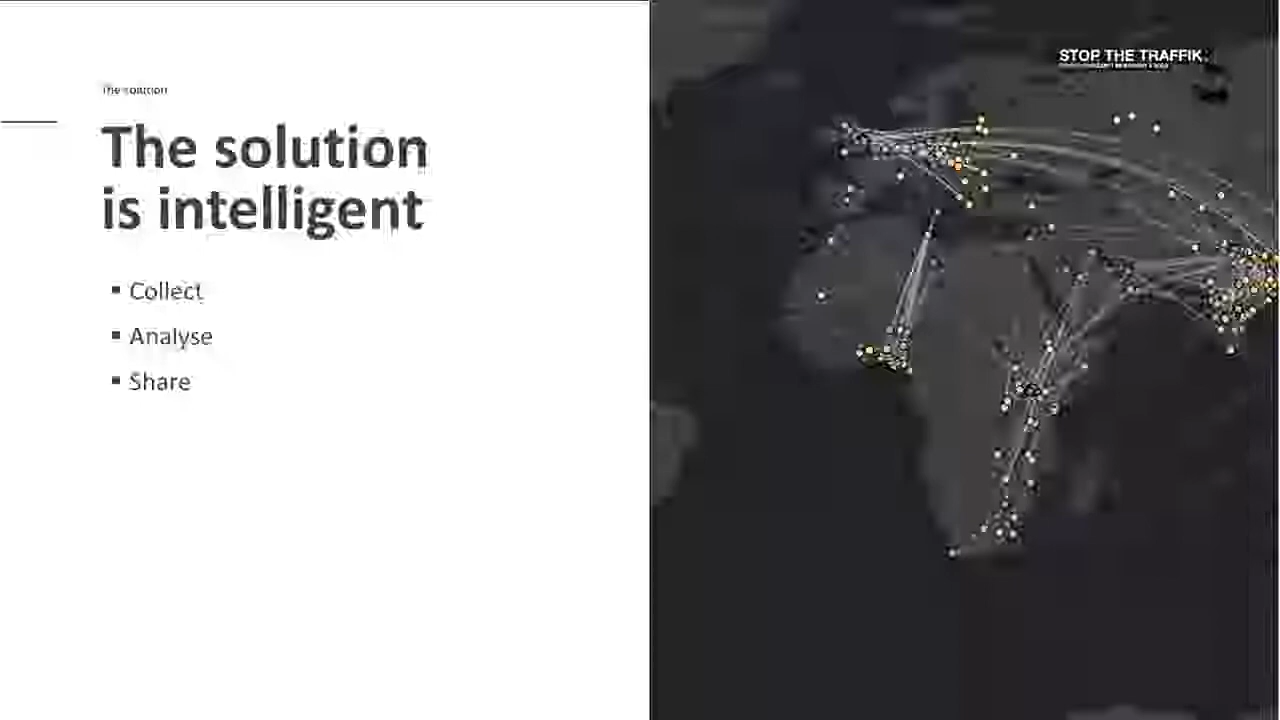 The solution
The solution
is intelligent
▪ Collect
▪ Analyse
▪ Share
STOP THE TRAFFIK